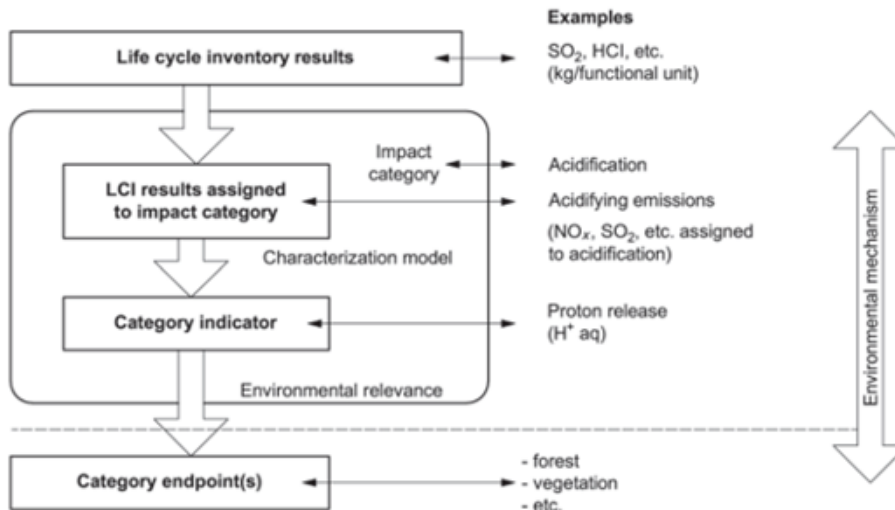 Examples
Life cycle inventory results
SO₂, HCl, etc.
(kg/functional unit)
Impact
category
Acidification
LCI results assigned
to impact category
Acidifying emissions
(NOₓ, SO₂, etc. assigned
to acidification)
Characterization model
Category indicator
Proton release
(H⁺ aq)
Environmental relevance
Environmental mechanism
Category endpoint(s)
- forest
- vegetation
- etc.